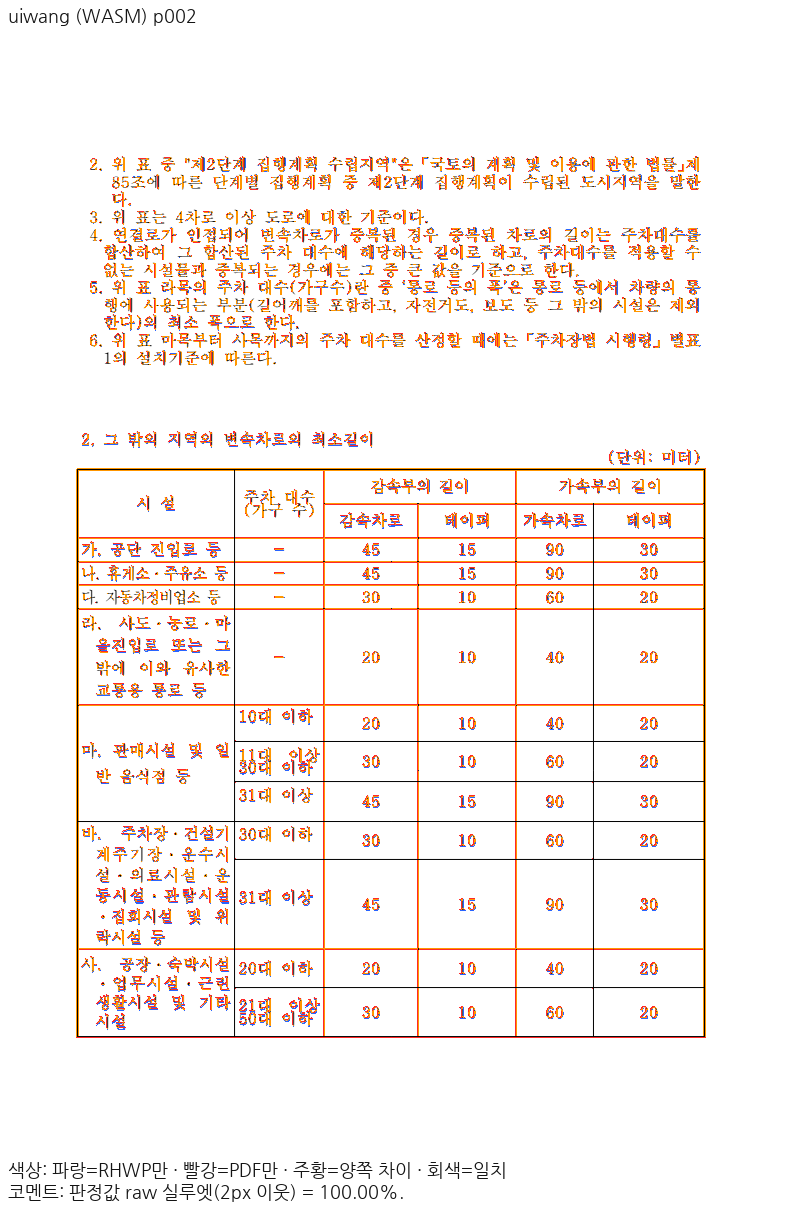 uiwang (WASM) p002
2. 위 표 중 "제2단계 집행계획 수립지역"은 「국토의 계획 및 이용에 관한 법률」제
85조에 따른 단계별 집행계획 중 제2단계 집행계획이 수립된 도시지역을 말한
다.
3. 위 표는 4차로 이상 도로에 대한 기준이다.
4. 연결로가 인접되어 변속차로가 중복된 경우 중복된 차로의 길이는 주차대수를
합산하여 그 합산된 주차 대수에 해당하는 길이로 하고, 주차대수를 적용할 수
없는 시설물과 중복되는 경우에는 그 중 큰 값을 기준으로 한다.
5. 위 표 라목의 주차 대수(가구수)란 중 '통로 등의 폭'은 통로 등에서 차량의 통
행에 사용되는 부분(길어깨를 포함하고, 자전거도, 보도 등 그 밖의 시설은 제외
한다)의 최소 폭으로 한다.
6. 위 표 마목부터 사목까지의 주차 대수를 산정할 때에는 「주차장법 시행령」 별표
1의 설치기준에 따른다.
2. 그 밖의 지역의 변속차로의 최소길이
(단위: 미터)
시 설 주차 대수 (가구 수) 감속부의 길이 가속부의 길이
감속차로 테이퍼 가속차로 테이퍼
가. 공단 진입로 등 - 45 15 90 30
나. 휴게소·주유소 등 - 45 15 90 30
다. 자동차정비업소 등 - 30 10 60 20
라. 사도·농로·마
을진입로 또는 그
밖에 이와 유사한
교통용 통로 등
- 20 10 40 20
마. 판매시설 및 일
반 음식점 등
10대 이하 20 10 40 20
11대 이상
30대 이하 30 10 60 20
31대 이상 45 15 90 30
바. 주차장·건설기
계주기장·운수시
설·의료시설·운
동시설·관람시설
·집회시설 및 위
락시설 등
30대 이하 30 10 60 20
31대 이상 45 15 90 30
사. 공장·숙박시설
·업무시설·근린
생활시설 및 기타
시설
20대 이하 20 10 40 20
21대 이상
50대 이하 30 10 60 20
색상: 파랑=RHWP만 · 빨강=PDF만 · 주황=양쪽 차이 · 회색=일치
코멘트: 판정값 raw 실루엣(2px 이웃) = 100.00%.